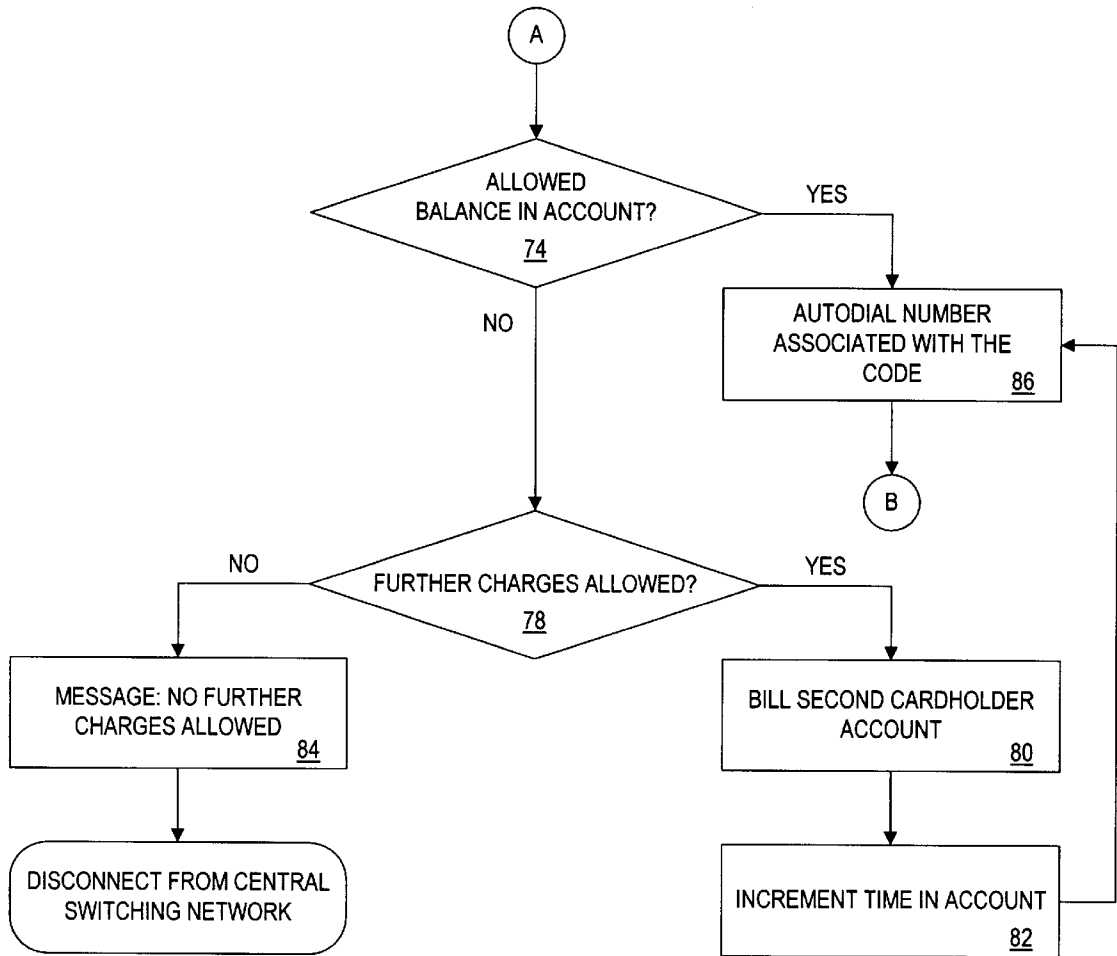 A
ALLOWED
BALANCE IN ACCOUNT?
74
YES
NO
AUTODIAL NUMBER
ASSOCIATED WITH THE
CODE
86
B
NO
FURTHER CHARGES ALLOWED?
78
YES
MESSAGE: NO FURTHER
CHARGES ALLOWED
84
BILL SECOND CARDHOLDER
ACCOUNT
80
DISCONNECT FROM CENTRAL
SWITCHING NETWORK
INCREMENT TIME IN ACCOUNT
82